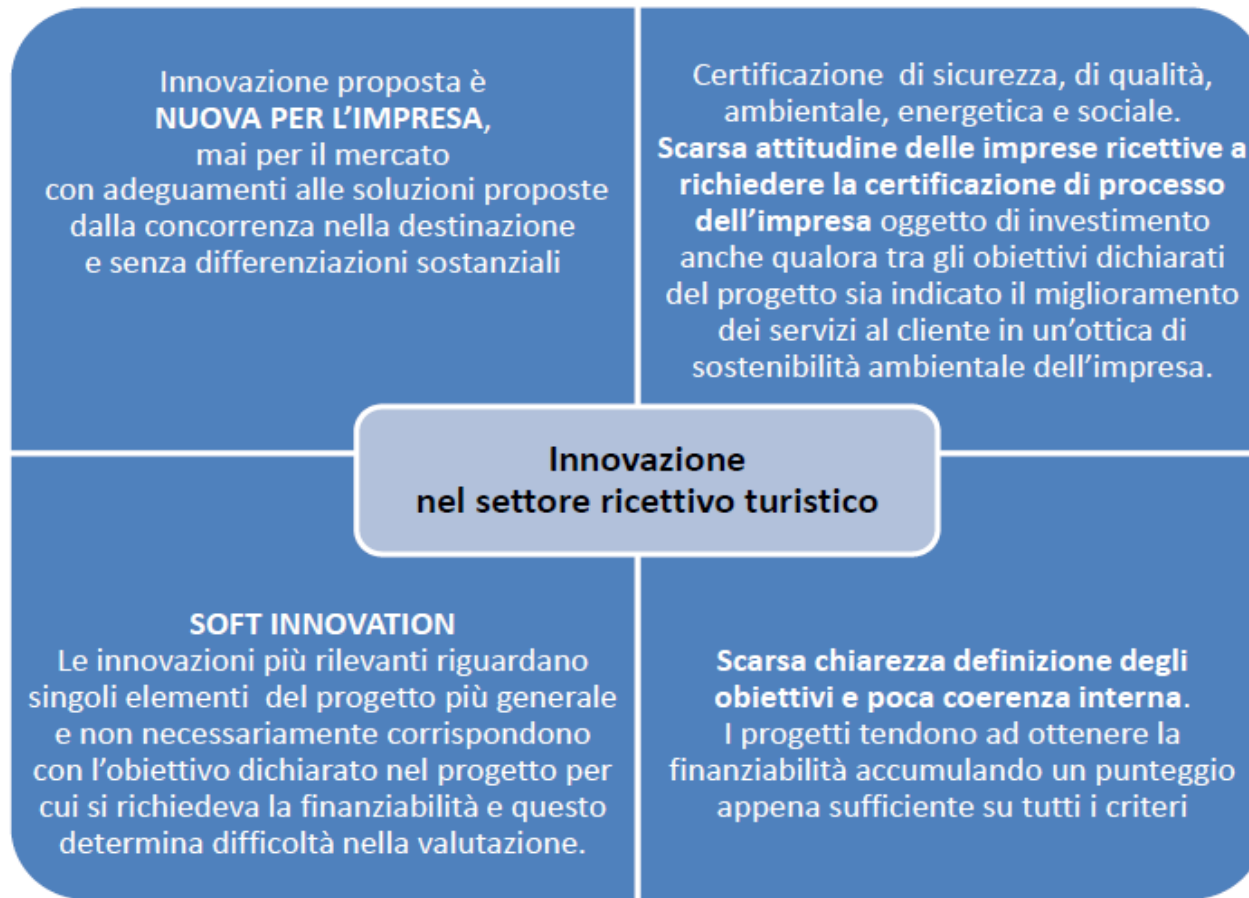 Innovazione proposta è
NUOVA PER L'IMPRESA,
mai per il mercato
con adeguamenti alle soluzioni proposte
dalla concorrenza nella destinazione
e senza differenziazioni sostanziali
Certificazione di sicurezza, di qualità,
ambientale, energetica e sociale.
Scarsa attitudine delle imprese ricettive a
richiedere la certificazione di processo
dell'impresa oggetto di investimento
anche qualora tra gli obiettivi dichiarati
del progetto sia indicato il miglioramento
dei servizi al cliente in un'ottica di
sostenibilità ambientale dell'impresa.
Innovazione
nel settore ricettivo turistico
SOFT INNOVATION
Le innovazioni più rilevanti riguardano
singoli elementi del progetto più generale
e non necessariamente corrispondono
con l'obiettivo dichiarato nel progetto per
cui si richiedeva la finanziabilità e questo
determina difficoltà nella valutazione.
Scarsa chiarezza definizione degli
obiettivi e poca coerenza interna.
I progetti tendono ad ottenere la
finanziabilità accumulando un punteggio
appena sufficiente su tutti i criteri